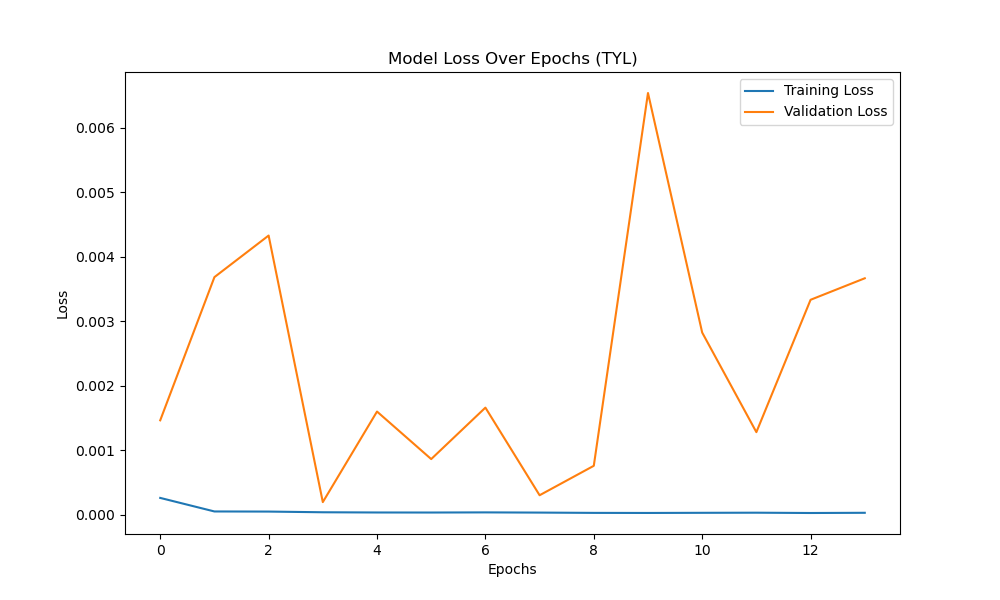 Model Loss Over Epochs (TYL)
Training Loss
Validation Loss
0.006
0.005
0.004
0.003
0.002
0.001
0.000
Loss
0 2 4 6 8 10 12
Epochs